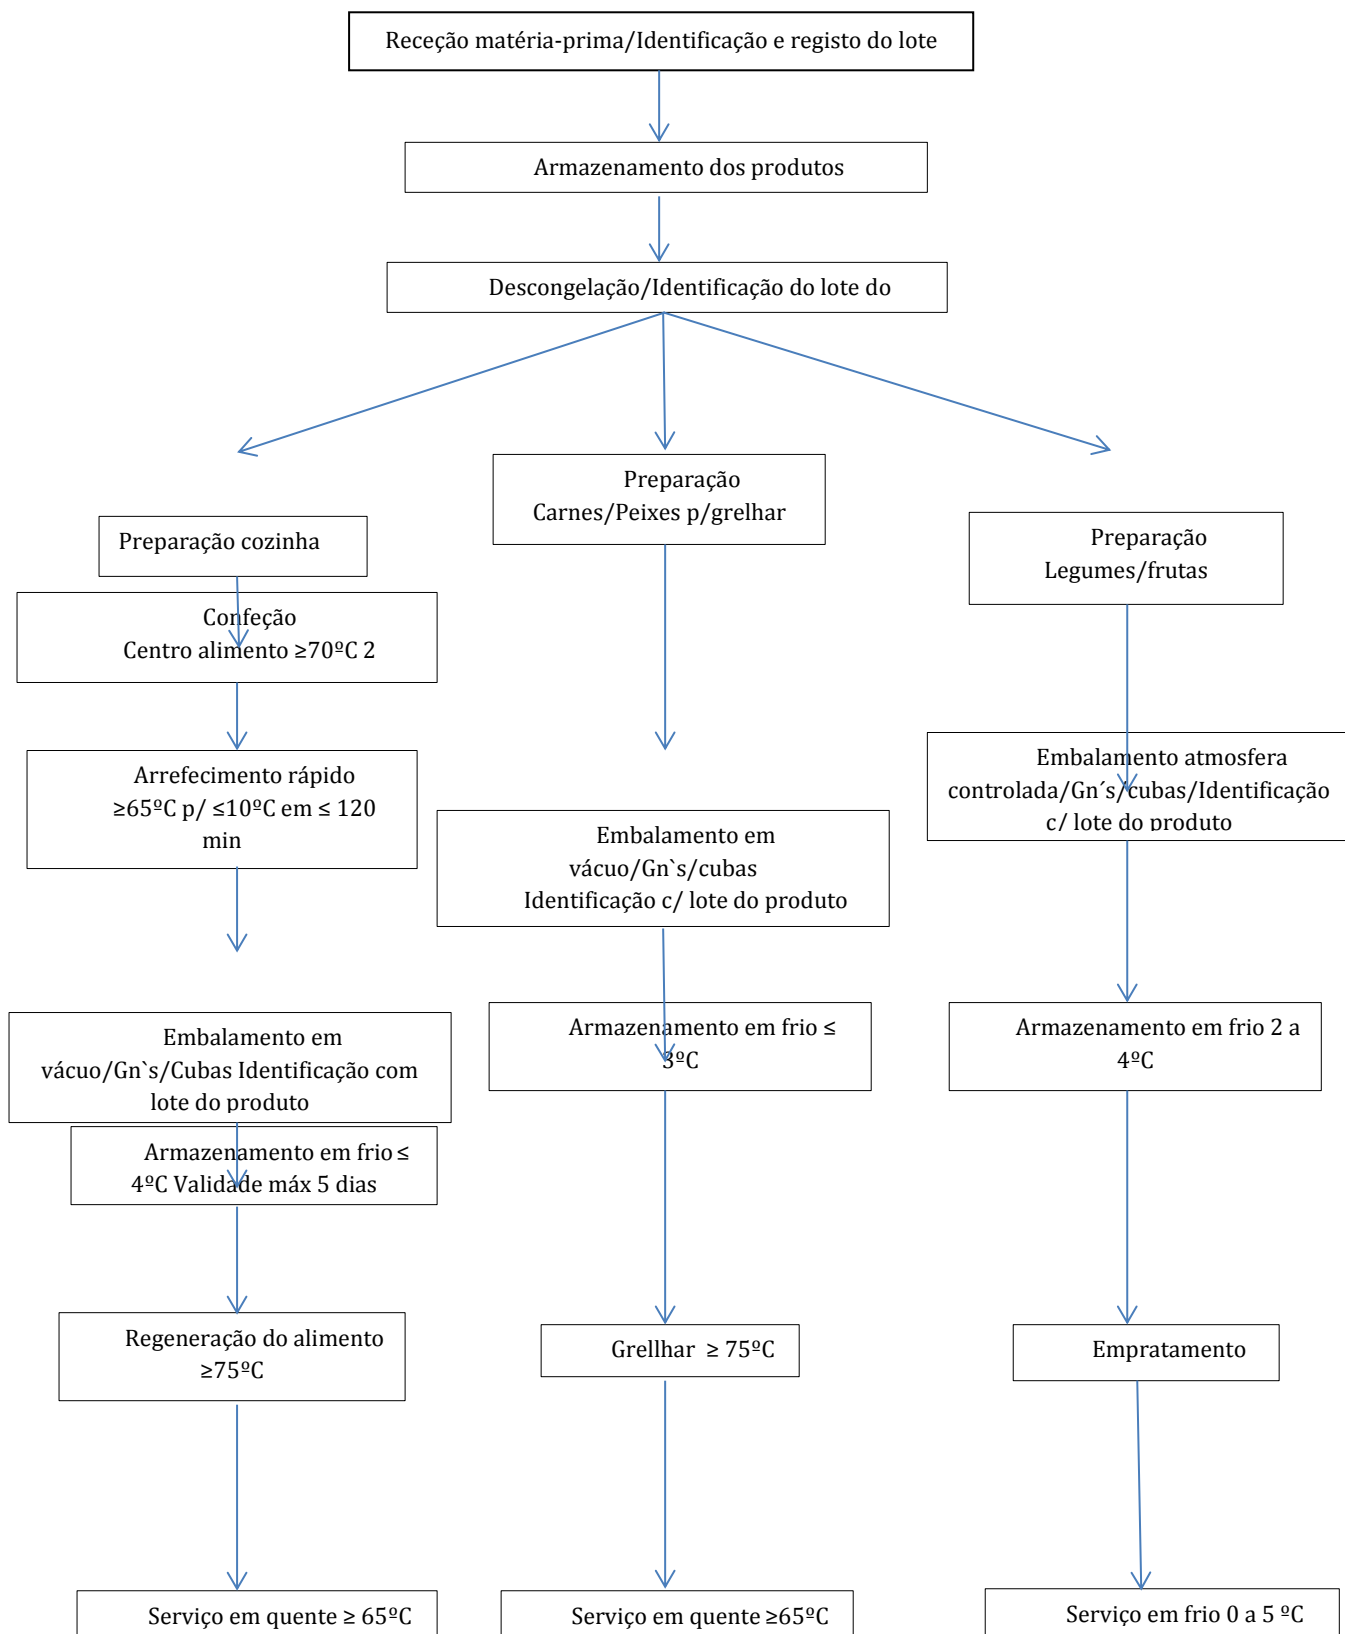 Receção matéria-prima/Identificação e registo do lote
Armazenamento dos produtos
Descongelação/Identificação do lote do
Preparação cozinha
Confeção
Centro alimento ≥70ºC 2
Arrefecimento rápido
≥65ºC p/ ≤10ºC em ≤ 120
min
Embalamento em
vácuo/Gn`s/Cubas Identificação com
lote do produto
Armazenamento em frio ≤
4ºC Validade máx 5 dias
Regeneração do alimento
≥75ºC
Serviço em quente ≥ 65ºC
Preparação
Carnes/Peixes p/grelhar
Embalamento em
vácuo/Gn`s/cubas
Identificação c/ lote do produto
Armazenamento em frio ≤
3ºC
Grellhar ≥ 75ºC
Serviço em quente ≥65ºC
Preparação
Legumes/frutas
Embalamento atmosfera
controlada/Gn´s/cubas/Identificação
c/ lote do produto
Armazenamento em frio 2 a
4ºC
Empratamento
Serviço em frio 0 a 5 ºC